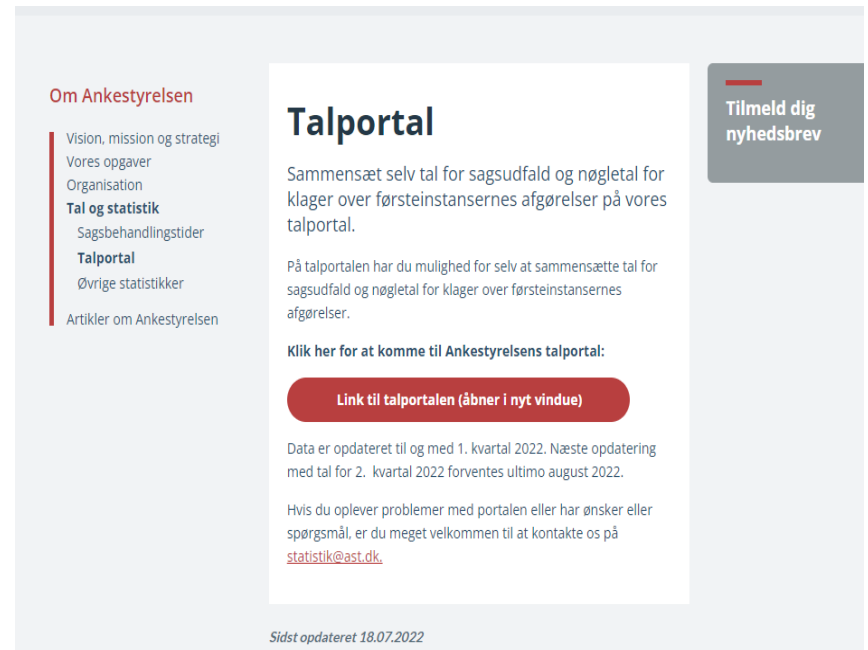 Om Ankestyrelsen
Vision, mission og strategi
Vores opgaver
Organisation
Tal og statistik
Sagsbehandlingstider
Talportal
Øvrige statistikker
Artikler om Ankestyrelsen
Talportal
Sammensæt selv tal for sagsudfald og nøgletal for
klager over førsteinstansernes afgørelser på vores
talportal.
På talportalen har du mulighed for selv at sammensætte tal for
sagsudfald og nøgletal for klager over førsteinstansernes
afgørelser.
Klik her for at komme til Ankestyrelsens talportal:
Link til talportalen (åbner i nyt vindue)
Data er opdateret til og med 1. kvartal 2022. Næste opdatering
med tal for 2. kvartal 2022 forventes ultimo august 2022.
Hvis du oplever problemer med portalen eller har ønsker eller
spørgsmål, er du meget velkommen til at kontakte os på
statistik@ast.dk.
Sidst opdateret 18.07.2022
Tilmeld dig
nyhedsbrev